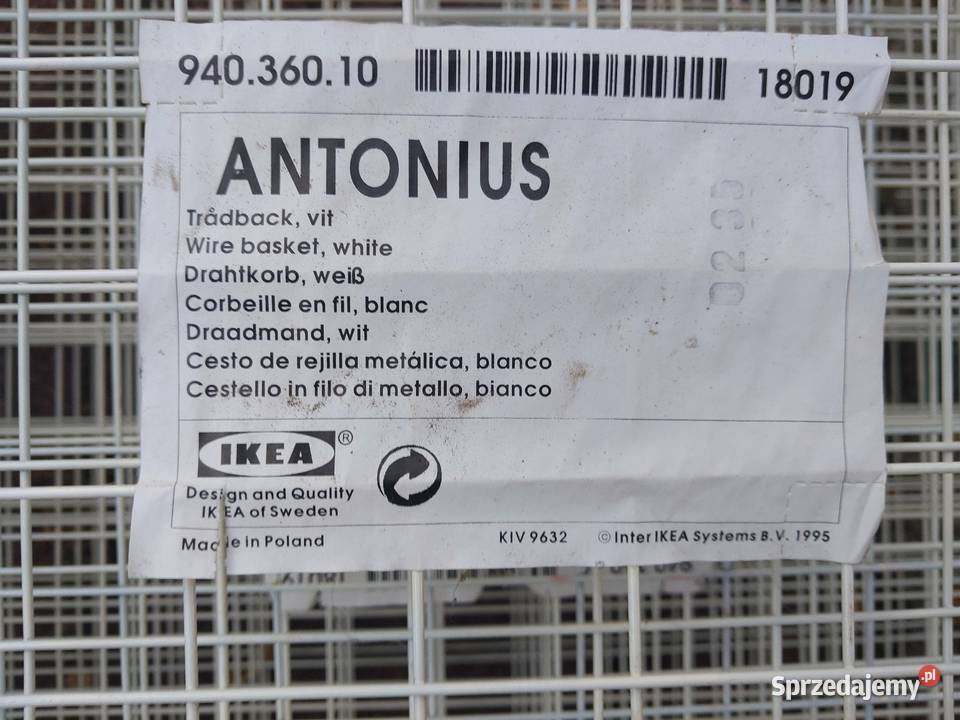 940.360.10 18019
ANTONIUS
Trådback, vit
Wire basket, white
Drahtkorb, weiß
Corbeille en fil, blanc
Draadmand, wit
Cesto de rejilla metálica, blanco
Cestello in filo di metallo, bianco
0235
IKEA®
Design and Quality
IKEA of Sweden
Made in Poland
KIV 9632 © Inter IKEA Systems B.V. 1995
Sprzedajemy.pl